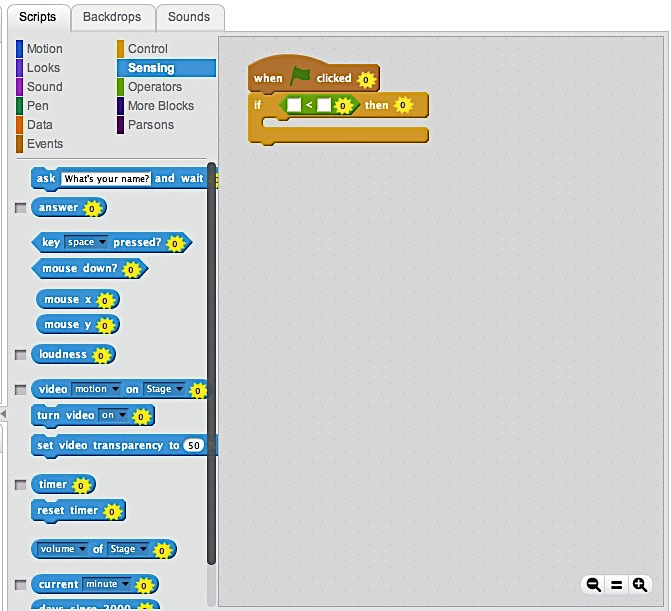 Scripts Backdrops Sounds
Motion Control
Looks Sensing
Sound Operators
Pen More Blocks
Data Parsons
Events
when clicked 0
if < 0 then 0
ask What's your name? and wait
answer 0
key space pressed? 0
mouse down? 0
mouse x 0
mouse y 0
loudness 0
video motion on Stage 0
turn video on 0
set video transparency to 50
timer 0
reset timer 0
volume of Stage 0
current minute 0
days since 2000 0